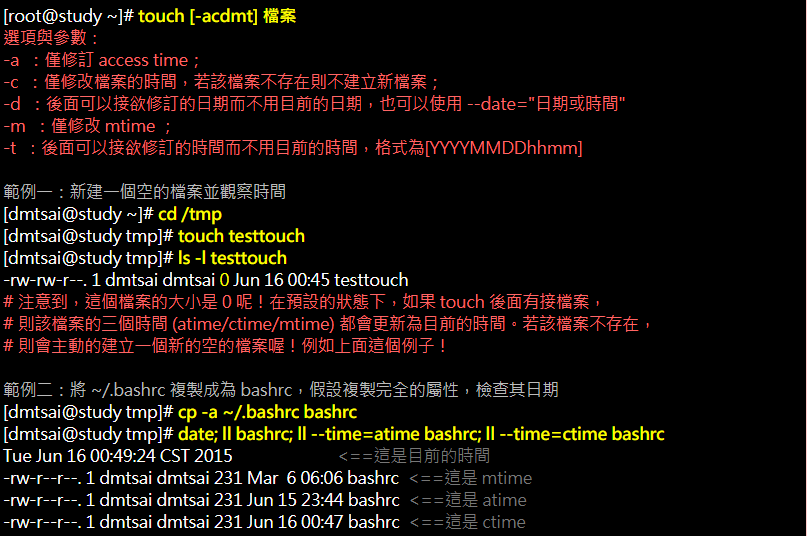 [root@study ~]# touch [-acdmt] 檔案
選項與參數：
-a ：僅修訂 access time；
-c ：僅修改檔案的時間，若該檔案不存在則不建立新檔案；
-d ：後面可以接欲修訂的日期而不用目前的日期，也可以使用 --date="日期或時間"
-m ：僅修改 mtime ；
-t ：後面可以接欲修訂的時間而不用目前的時間，格式為[YYYYMMDDhhmm]
範例一：新建一個空的檔案並觀察時間
[dmtsai@study ~]# cd /tmp
[dmtsai@study tmp]# touch testtouch
[dmtsai@study tmp]# ls -l testtouch
-rw-rw-r--. 1 dmtsai dmtsai 0 Jun 16 00:45 testtouch
# 注意到，這個檔案的大小是 0 呢！在預設的狀態下，如果 touch 後面有接檔案，
# 則該檔案的三個時間 (atime/ctime/mtime) 都會更新為目前的時間。若該檔案不存在，
# 則會主動的建立一個新的空的檔案喔！例如上面這個例子！
範例二：將 ~/.bashrc 複製成為 bashrc，假設複製完全的屬性，檢查其日期
[dmtsai@study tmp]# cp -a ~/.bashrc bashrc
[dmtsai@study tmp]# date; ll bashrc; ll --time=atime bashrc; ll --time=ctime bashrc
Tue Jun 16 00:49:24 CST 2015 <==這是目前的時間
-rw-r--r--. 1 dmtsai dmtsai 231 Mar 6 06:06 bashrc <==這是 mtime
-rw-r--r--. 1 dmtsai dmtsai 231 Jun 15 23:44 bashrc <==這是 atime
-rw-r--r--. 1 dmtsai dmtsai 231 Jun 16 00:47 bashrc <==這是 ctime